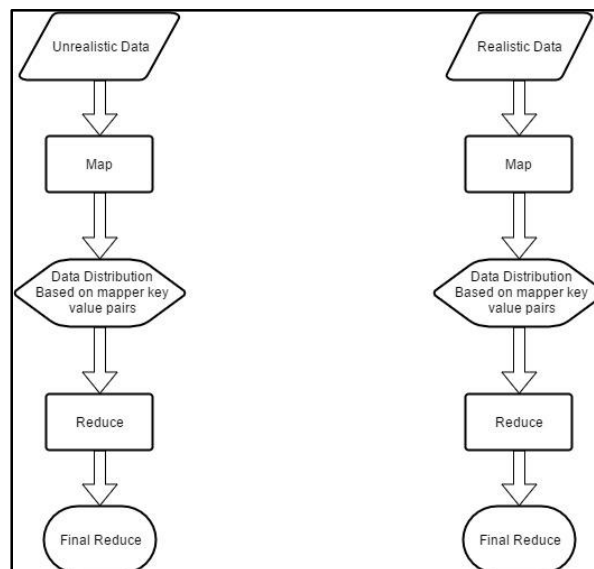 Unrealistic Data
Map
Data Distribution
Based on mapper key
value pairs
Reduce
Final Reduce
Realistic Data
Map
Data Distribution
Based on mapper key
value pairs
Reduce
Final Reduce